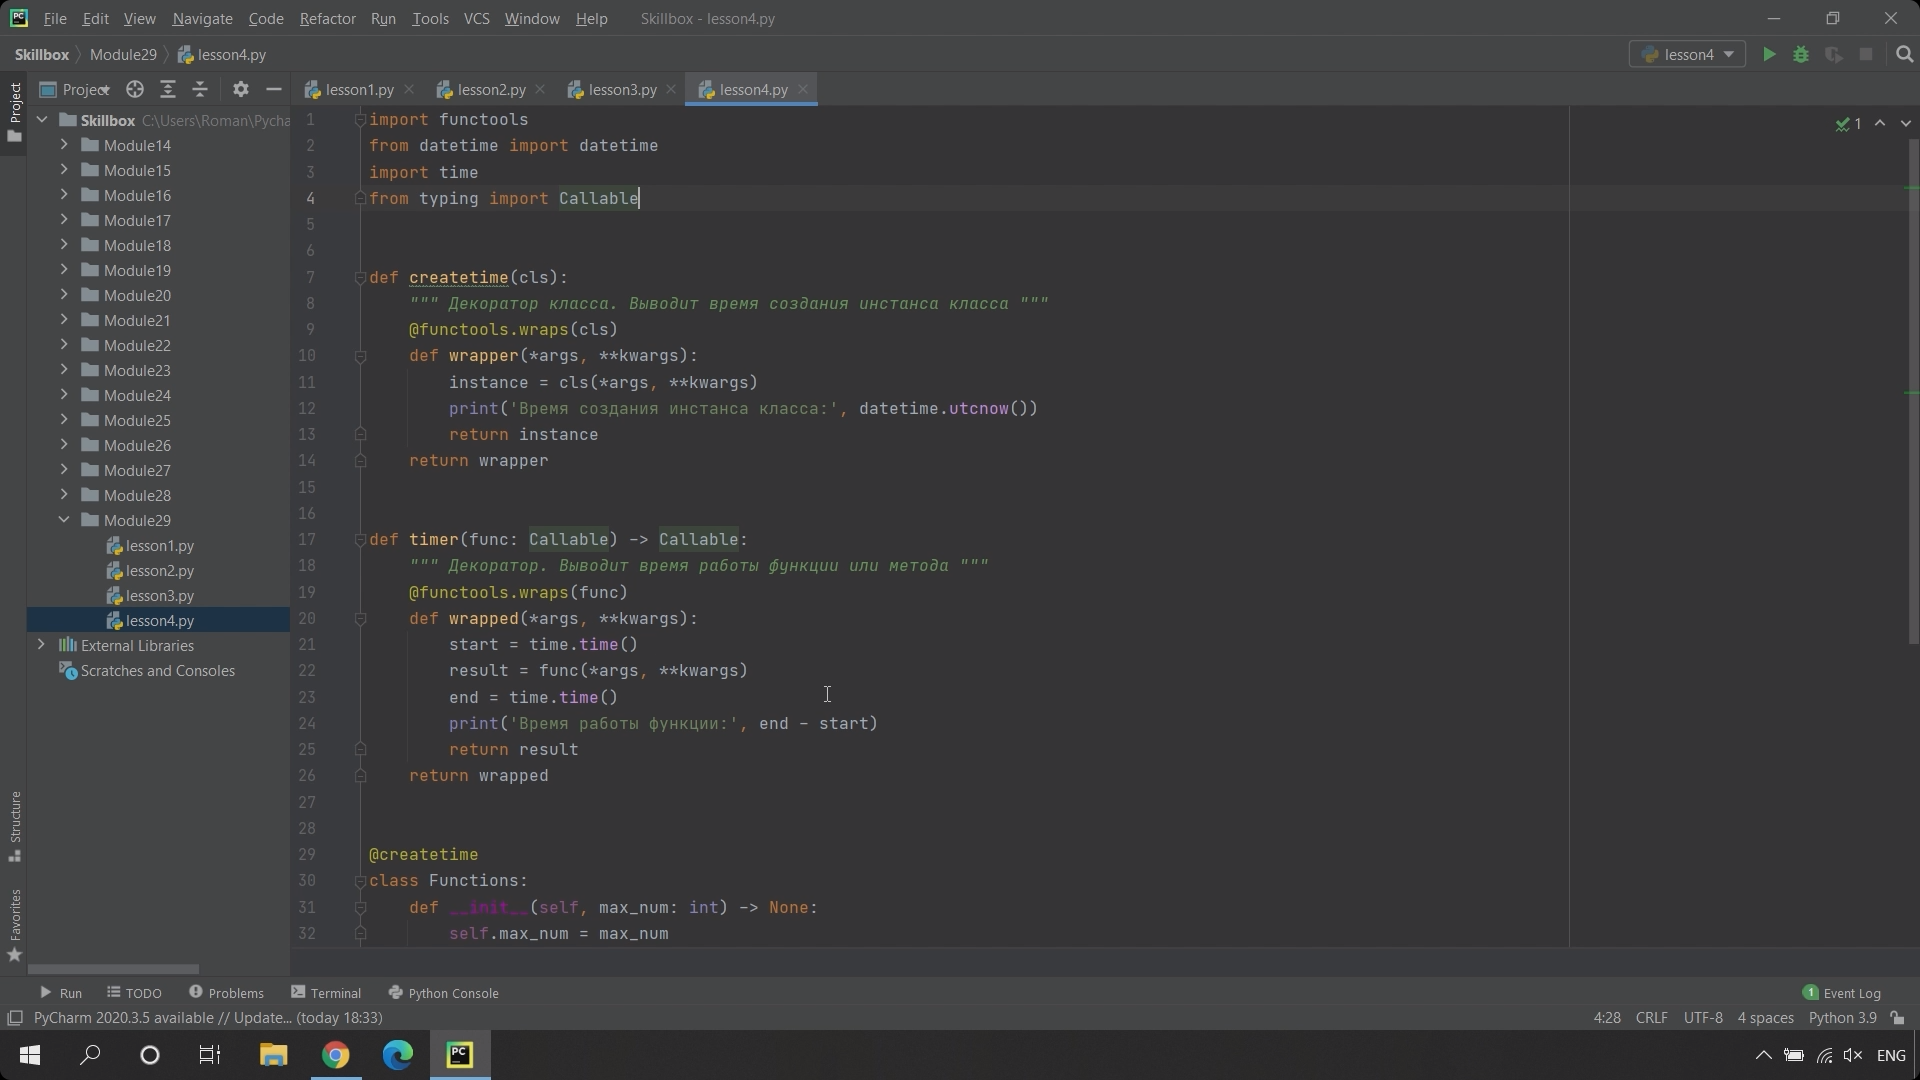 PC File Edit View Navigate Code Refactor Run Tools VCS Window Help Skillbox - lesson4.py
Skillbox Module29 lesson4.py lesson4
Project lesson1.py lesson2.py lesson3.py lesson4.py
Project
Structure
Favorites
Skillbox C:\Users\Roman\Pycha
Module14
Module15
Module16
Module17
Module18
Module19
Module20
Module21
Module22
Module23
Module24
Module25
Module26
Module27
Module28
Module29
lesson1.py
lesson2.py
lesson3.py
lesson4.py
External Libraries
Scratches and Consoles
1 import functools
2 from datetime import datetime
3 import time
4 from typing import Callable
5
6
7 def createtime(cls):
8 """ Декоратор класса. Выводит время создания инстанса класса """
9 @functools.wraps(cls)
10 def wrapper(*args, **kwargs):
11 instance = cls(*args, **kwargs)
12 print('Время создания инстанса класса:', datetime.utcnow())
13 return instance
14 return wrapper
15
16
17 def timer(func: Callable) -> Callable:
18 """ Декоратор. Выводит время работы функции или метода """
19 @functools.wraps(func)
20 def wrapped(*args, **kwargs):
21 start = time.time()
22 result = func(*args, **kwargs)
23 end = time.time()
24 print('Время работы функции:', end - start)
25 return result
26 return wrapped
27
28
29 @createtime
30 class Functions:
31 def __init__(self, max_num: int) -> None:
32 self.max_num = max_num
1
Run TODO Problems Terminal Python Console 1 Event Log
PyCharm 2020.3.5 available // Update... (today 18:33) 4:28 CRLF UTF-8 4 spaces Python 3.9
PC ENG